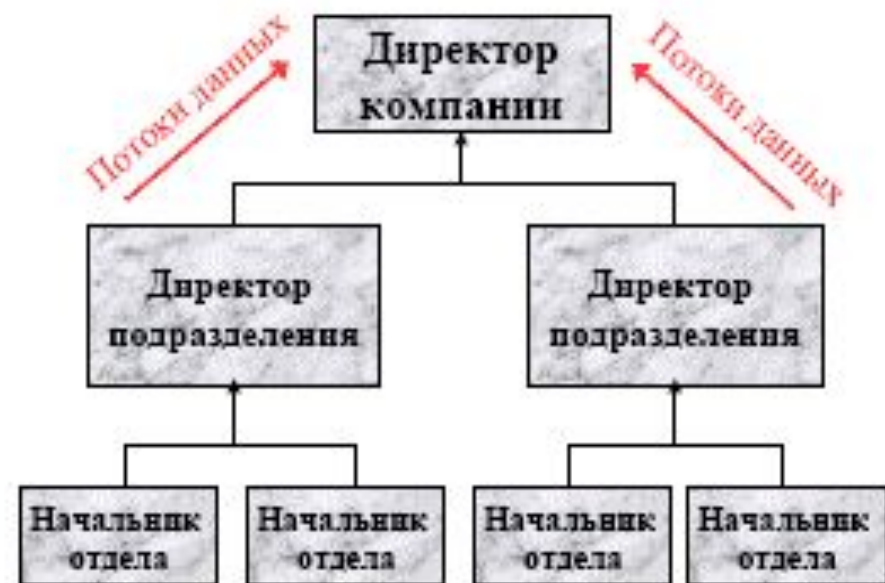 Директор
компании
Потоки данных
Потоки данных
Директор
подразделения
Директор
подразделения
Начальник
отдела
Начальник
отдела
Начальник
отдела
Начальник
отдела